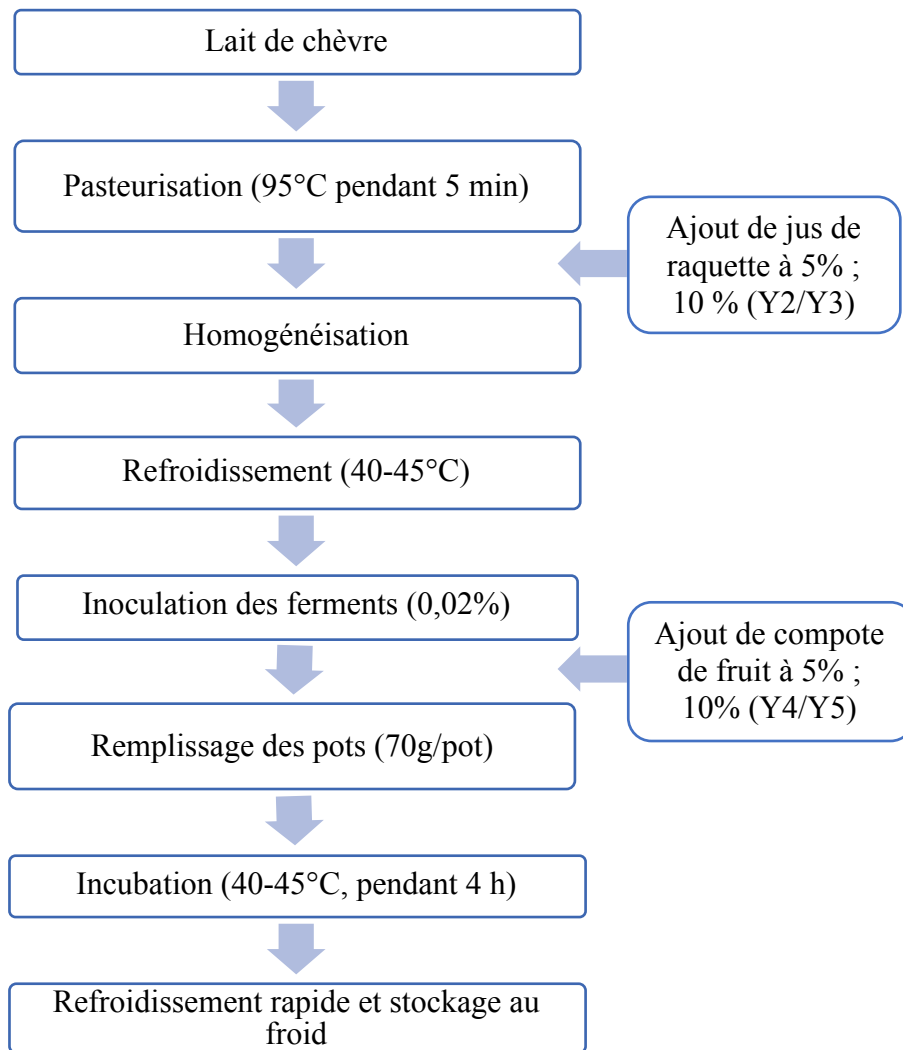 Lait de chèvre
Pasteurisation (95°C pendant 5 min)
Ajout de jus de
raquette à 5% ;
10 % (Y2/Y3)
Homogénéisation
Refroidissement (40-45°C)
Inoculation des ferments (0,02%)
Ajout de compote
de fruit à 5% ;
10% (Y4/Y5)
Remplissage des pots (70g/pot)
Incubation (40-45°C, pendant 4 h)
Refroidissement rapide et stockage au
froid